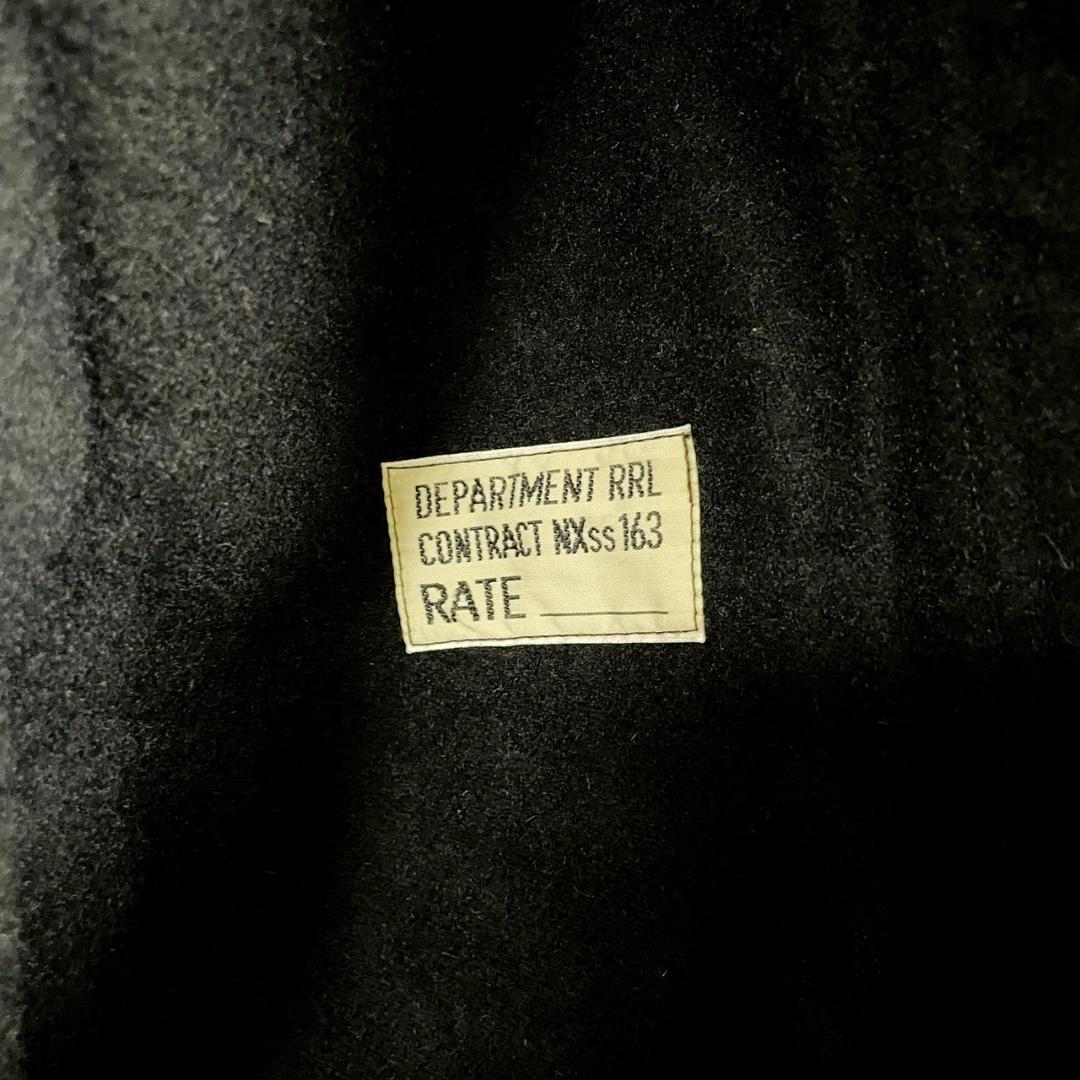 DEPARTMENT RRL
CONTRACT NXss163
RATE